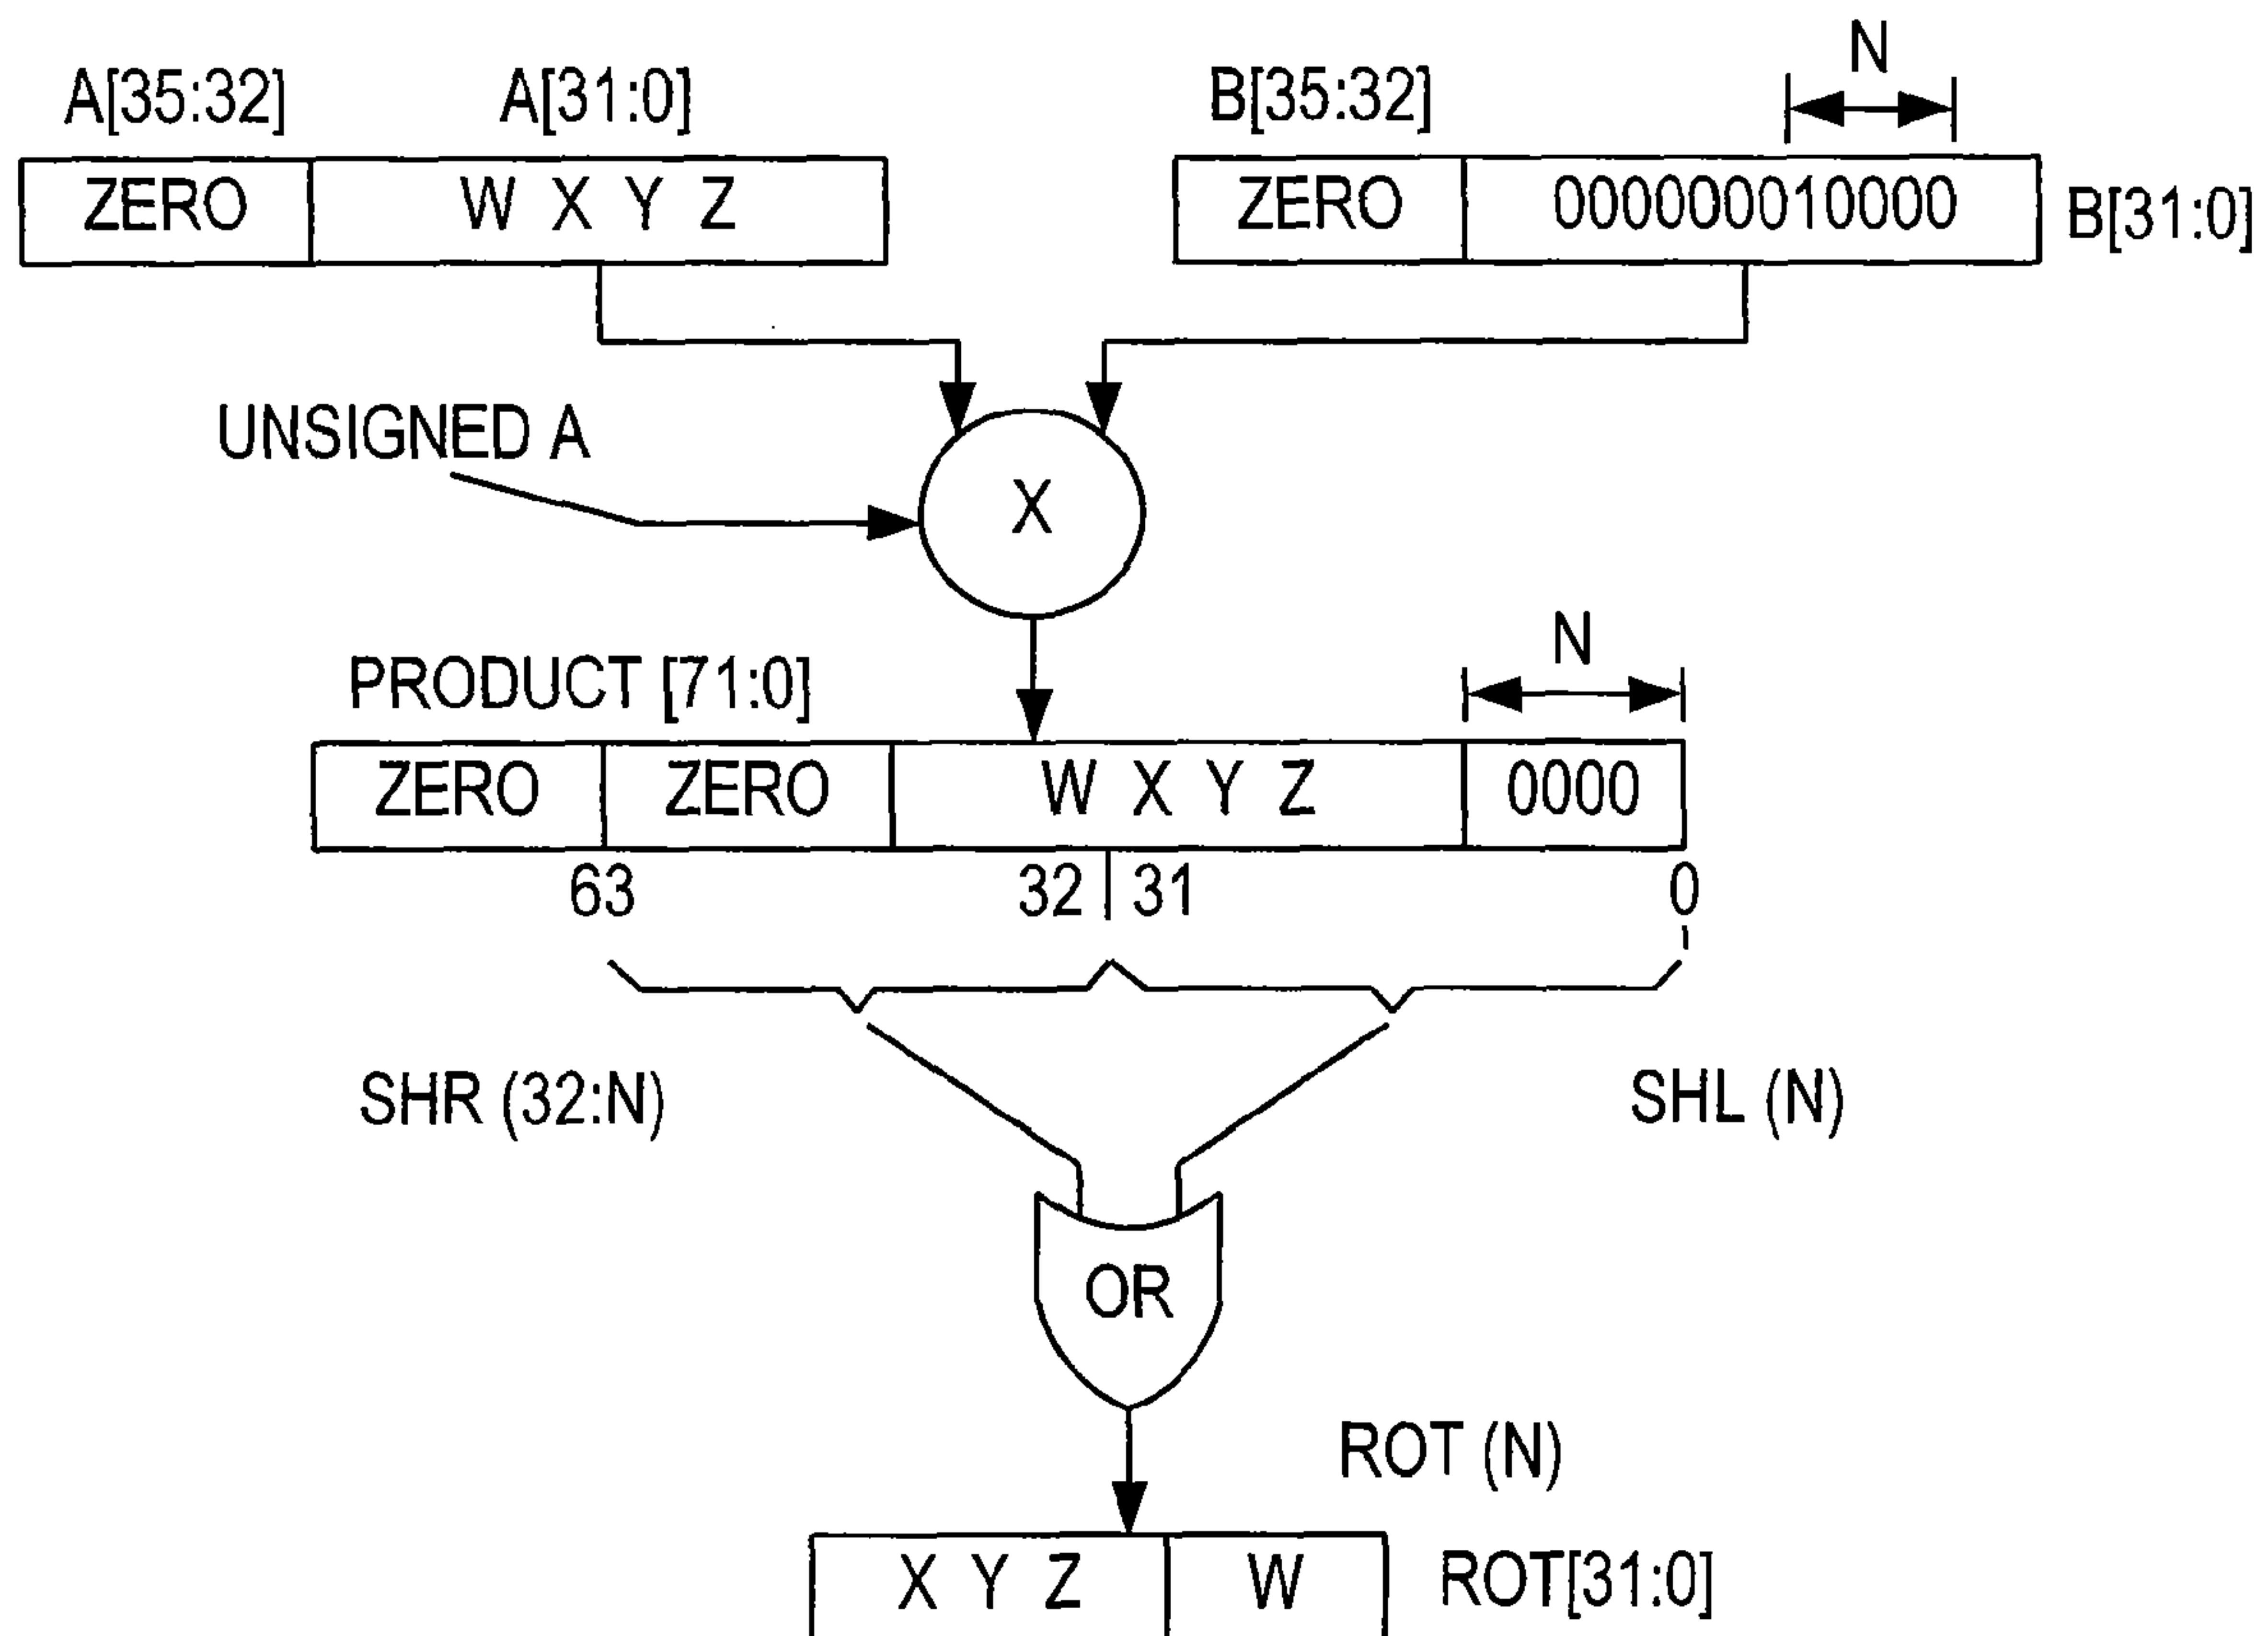 N
A[35:32] A[31:0] B[35:32]
ZERO W X Y Z ZERO 000000010000 B[31:0]
UNSIGNED A
X
N
PRODUCT [71:0]
ZERO ZERO W X Y Z 0000
63 32 31 0
SHR (32:N) SHL (N)
OR
ROT (N)
X Y Z W ROT[31:0]